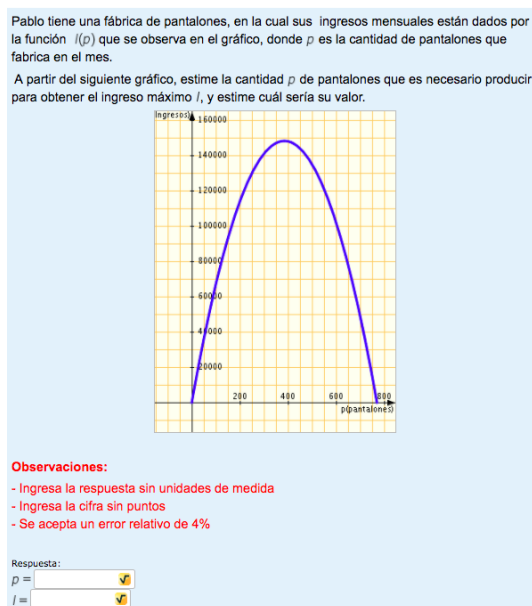 Pablo tiene una fábrica de pantalones, en la cual sus ingresos mensuales están dados por
la función I(p) que se observa en el gráfico, donde p es la cantidad de pantalones que
fabrica en el mes.
A partir del siguiente gráfico, estime la cantidad p de pantalones que es necesario producir
para obtener el ingreso máximo I, y estime cuál sería su valor.
Ingresos)
160000
140000
120000
100000
80000
60000
40000
20000
200 400 600 800
p(pantalones)
Observaciones:
- Ingresa la respuesta sin unidades de medida
- Ingresa la cifra sin puntos
- Se acepta un error relativo de 4%
Respuesta:
p =
I =